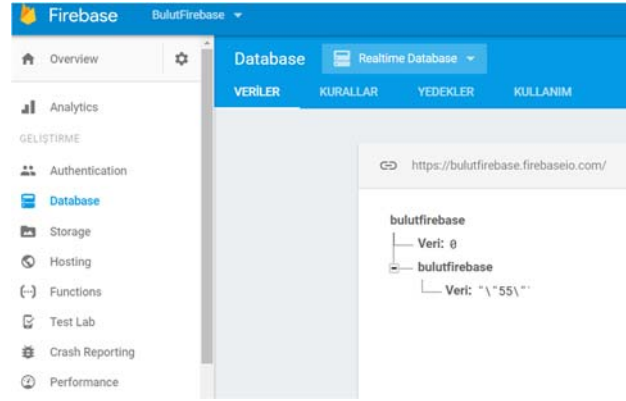 Firebase BulutFirebase
Overview
Analytics
GELİŞTİRME
Authentication
Database
Storage
Hosting
Functions
Test Lab
Crash Reporting
Performance
Database Realtime Database
VERİLER KURALLAR YEDEKLER KULLANIM
https://bulutfirebase.firebaseio.com/
bulutfirebase
Veri: 0
bulutfirebase
Veri: "\"55\"